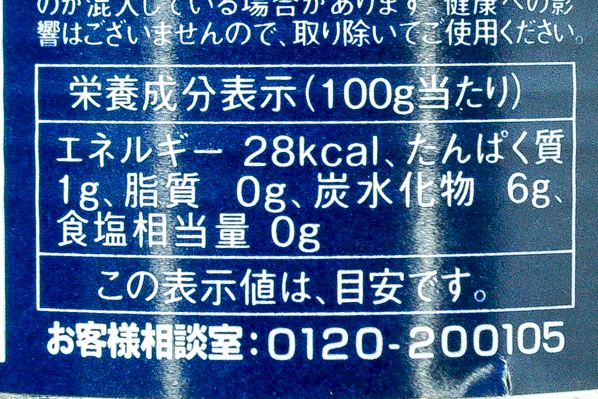 のが混入している場合があります。健康への影
響はございませんので、取り除いてご使用ください。
栄養成分表示(100g当たり)
エネルギー 28kcal、たんぱく質
1g、脂質 0g、炭水化物 6g、
食塩相当量 0g
この表示値は、目安です。
お客様相談室:0120-200105